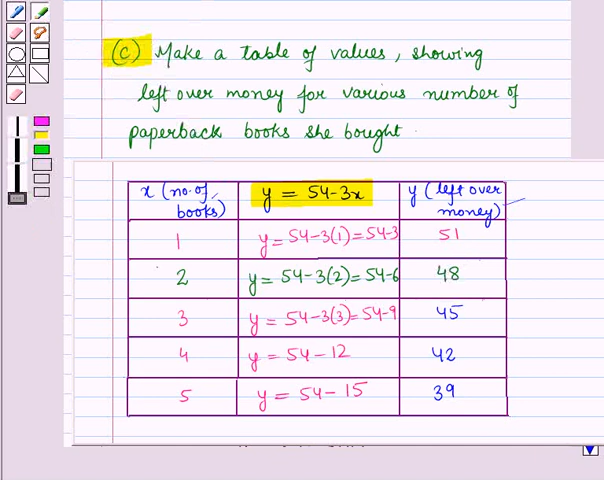 (C) Make a table of values, showing
left over money for various number of
paperback books she bought.
x (no. of books) y = 54-3x y (left over money)
1 y = 54-3(1) = 54-3 51
2 y = 54-3(2) = 54-6 48
3 y = 54-3(3) = 54-9 45
4 y = 54-12 42
5 y = 54-15 39